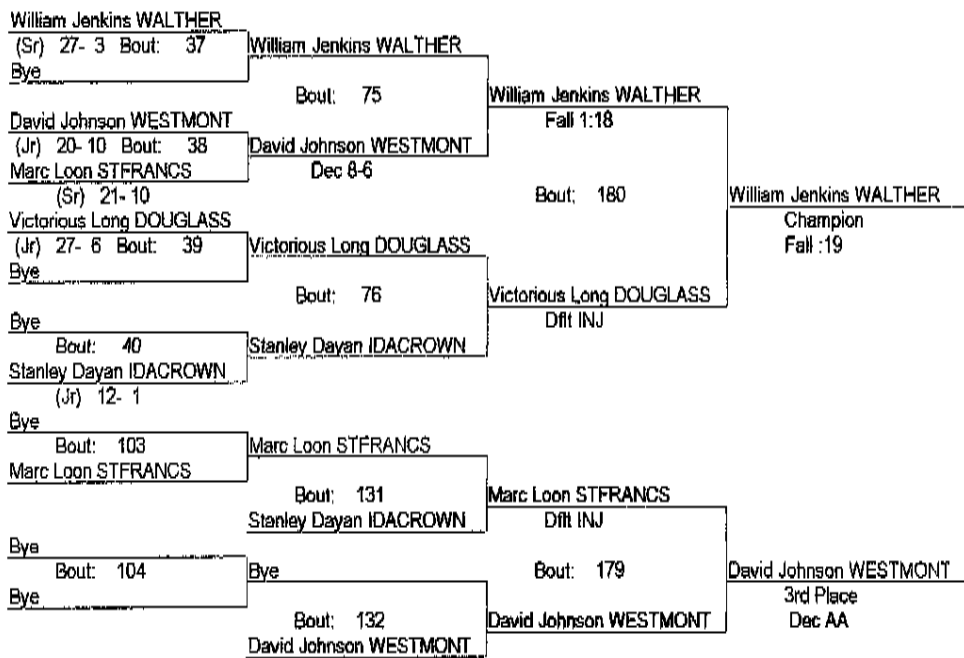 William Jenkins WALTHER
(Sr) 27- 3 Bout: 37
Bye
William Jenkins WALTHER
Bout: 75
David Johnson WESTMONT
(Jr) 20- 10 Bout: 38
Marc Loon STFRANCS
(Sr) 21- 10
David Johnson WESTMONT
Dec 8-6
William Jenkins WALTHER
Fall 1:18
Bout: 180
Victorious Long DOUGLASS
(Jr) 27- 6 Bout: 39
Bye
Victorious Long DOUGLASS
Bout: 76
Bye
Bout: 40
Stanley Dayan IDACROWN
(Jr) 12- 1
Stanley Dayan IDACROWN
Victorious Long DOUGLASS
Dflt INJ
William Jenkins WALTHER
Champion
Fall :19
Bye
Bout: 103
Marc Loon STFRANCS
Marc Loon STFRANCS
Bout: 131
Stanley Dayan IDACROWN
Marc Loon STFRANCS
Dflt INJ
Bout: 179
Bye
Bout: 104
Bye
Bye
Bout: 132
David Johnson WESTMONT
David Johnson WESTMONT
David Johnson WESTMONT
3rd Place
Dec AA